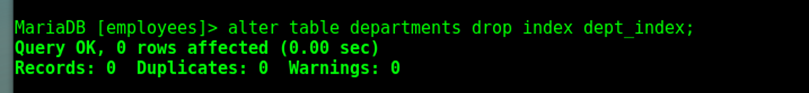 MariaDB [employees]> alter table departments drop index dept_index;
Query OK, 0 rows affected (0.00 sec)
Records: 0  Duplicates: 0  Warnings: 0